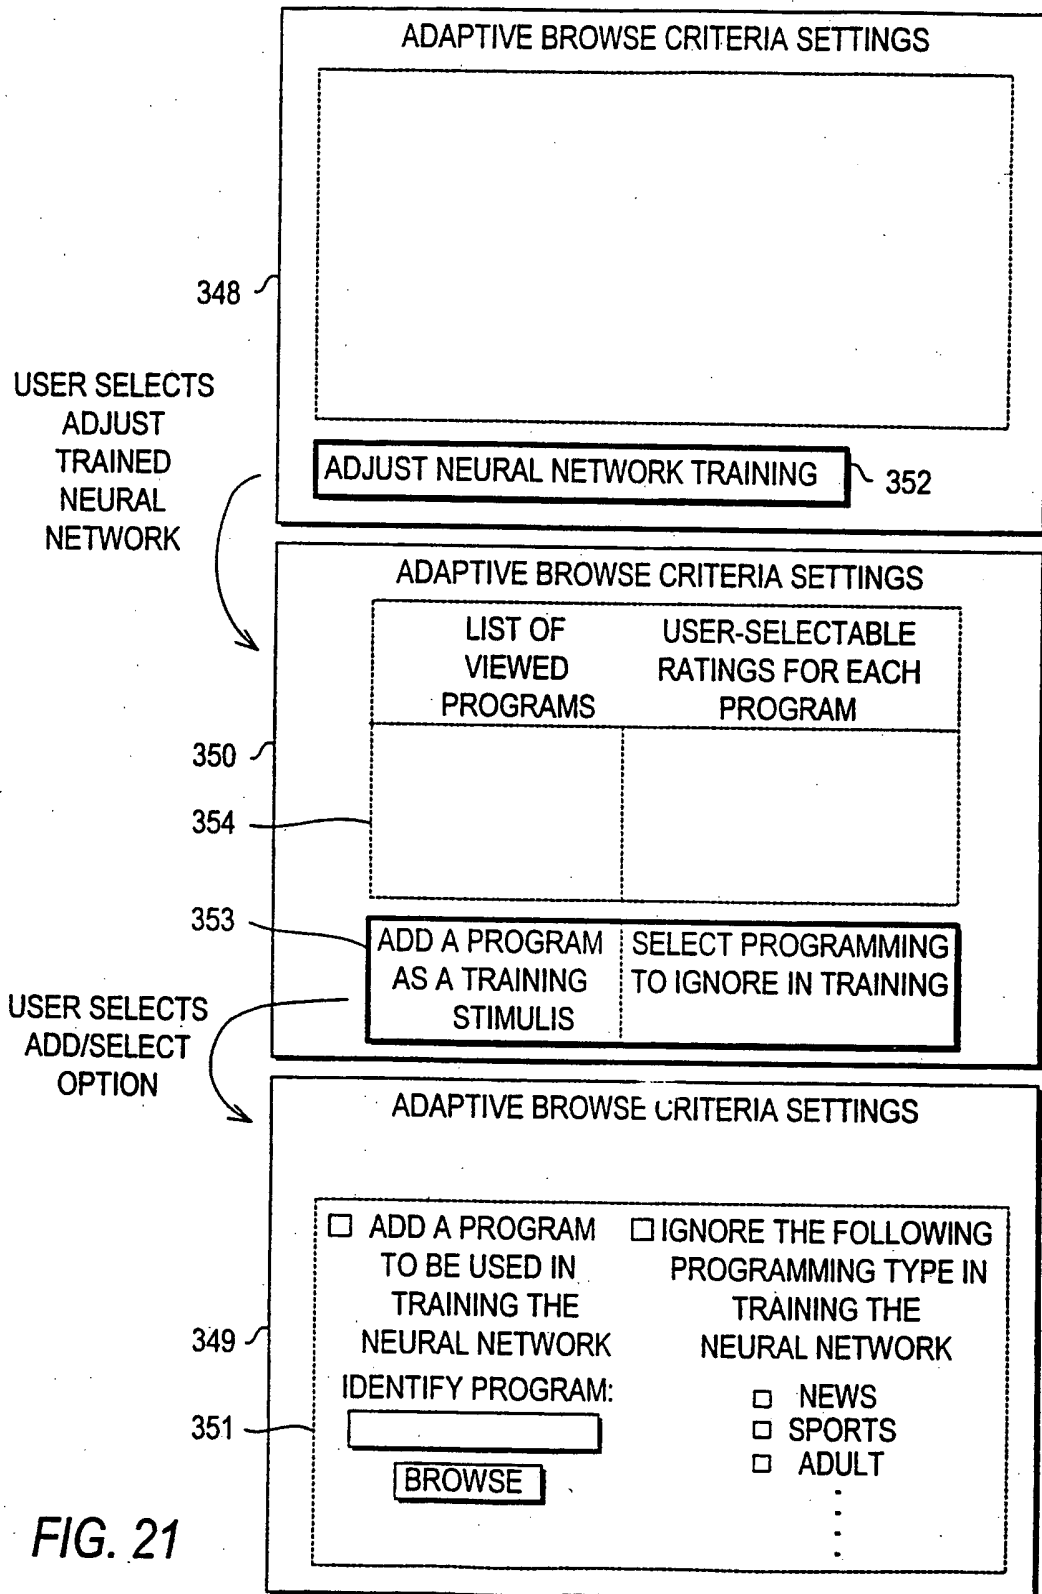 ADAPTIVE BROWSE CRITERIA SETTINGS
348
USER SELECTS
ADJUST
TRAINED
NEURAL
NETWORK
ADJUST NEURAL NETWORK TRAINING
352
ADAPTIVE BROWSE CRITERIA SETTINGS
LIST OF
VIEWED
PROGRAMS
USER-SELECTABLE
RATINGS FOR EACH
PROGRAM
350
354
353
ADD A PROGRAM
AS A TRAINING
STIMULIS
SELECT PROGRAMMING
TO IGNORE IN TRAINING
USER SELECTS
ADD/SELECT
OPTION
ADAPTIVE BROWSE CRITERIA SETTINGS
ADD A PROGRAM
TO BE USED IN
TRAINING THE
NEURAL NETWORK
IDENTIFY PROGRAM:
BROWSE
IGNORE THE FOLLOWING
PROGRAMMING TYPE IN
TRAINING THE
NEURAL NETWORK
NEWS
SPORTS
ADULT
349
351
FIG. 21